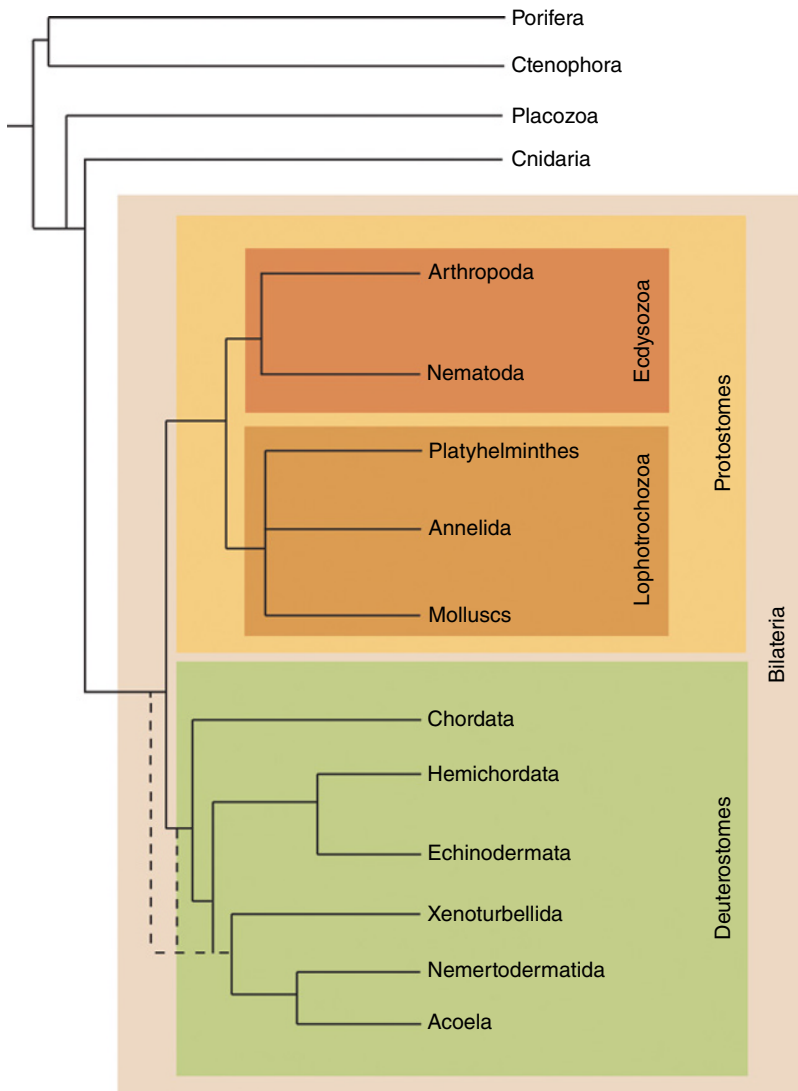 Porifera
Ctenophora
Placozoa
Cnidaria
Arthropoda
Nematoda
Ecdysozoa
Platyhelminthes
Annelida
Molluscs
Lophotrochozoa
Protostomes
Chordata
Hemichordata
Echinodermata
Xenoturbellida
Nemertodermatida
Acoela
Deuterostomes
Bilateria